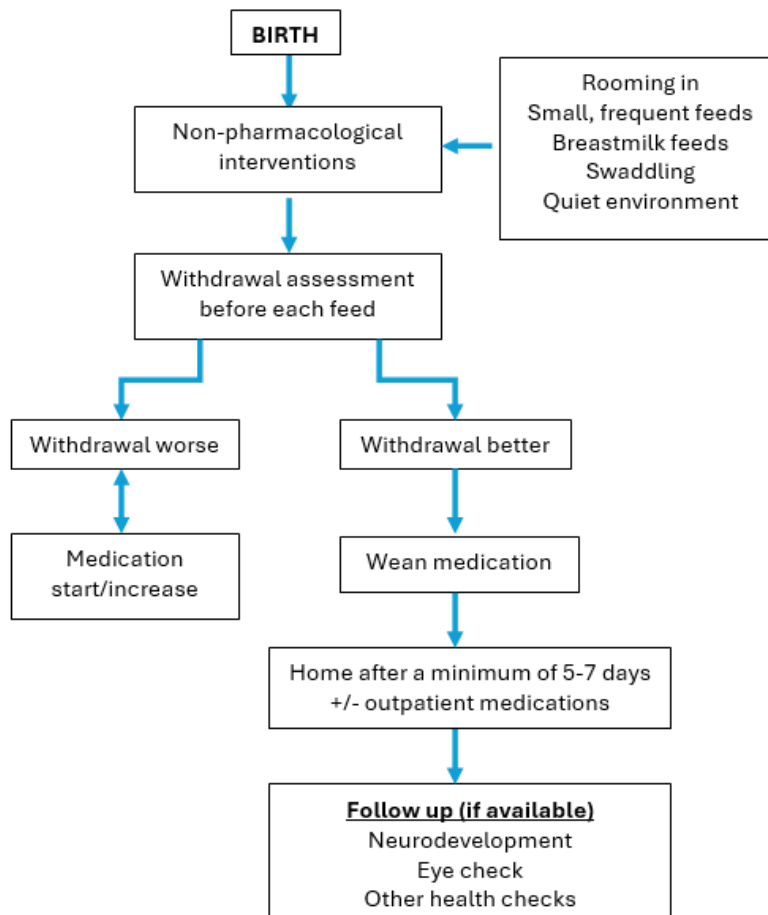 BIRTH
Non-pharmacological
interventions
Rooming in
Small, frequent feeds
Breastmilk feeds
Swaddling
Quiet environment
Withdrawal assessment
before each feed
Withdrawal worse
Withdrawal better
Medication
start/increase
Wean medication
Home after a minimum of 5-7 days
+/- outpatient medications
Follow up (if available)
Neurodevelopment
Eye check
Other health checks